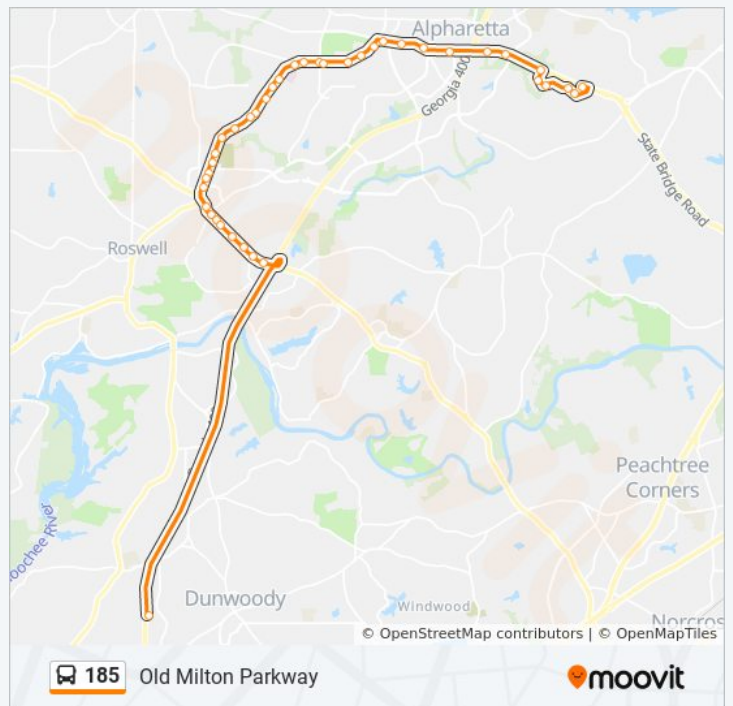 Alpharetta
Georgia 400
State Bridge Road
Roswell
Peachtree
Corners
oochee River
Dunwoody
Windwood
Norcros
© OpenStreetMap contributors | © OpenMapTiles
185 Old Milton Parkway
moovit